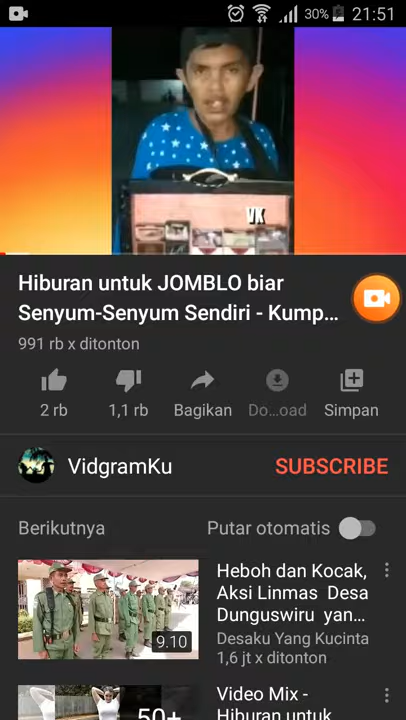 30% 21:51
VK
Hiburan untuk JOMBLO biar
Senyum-Senyum Sendiri - Kump...
991 rb x ditonton
2 rb 1,1 rb Bagikan Do...oad Simpan
VidgramKu SUBSCRIBE
Berikutnya Putar otomatis
9.10
Heboh dan Kocak,
Aksi Linmas Desa
Dunguswiru yan...
Desaku Yang Kucinta
1,6 jt x ditonton
50+
Video Mix -
Hiburan untuk